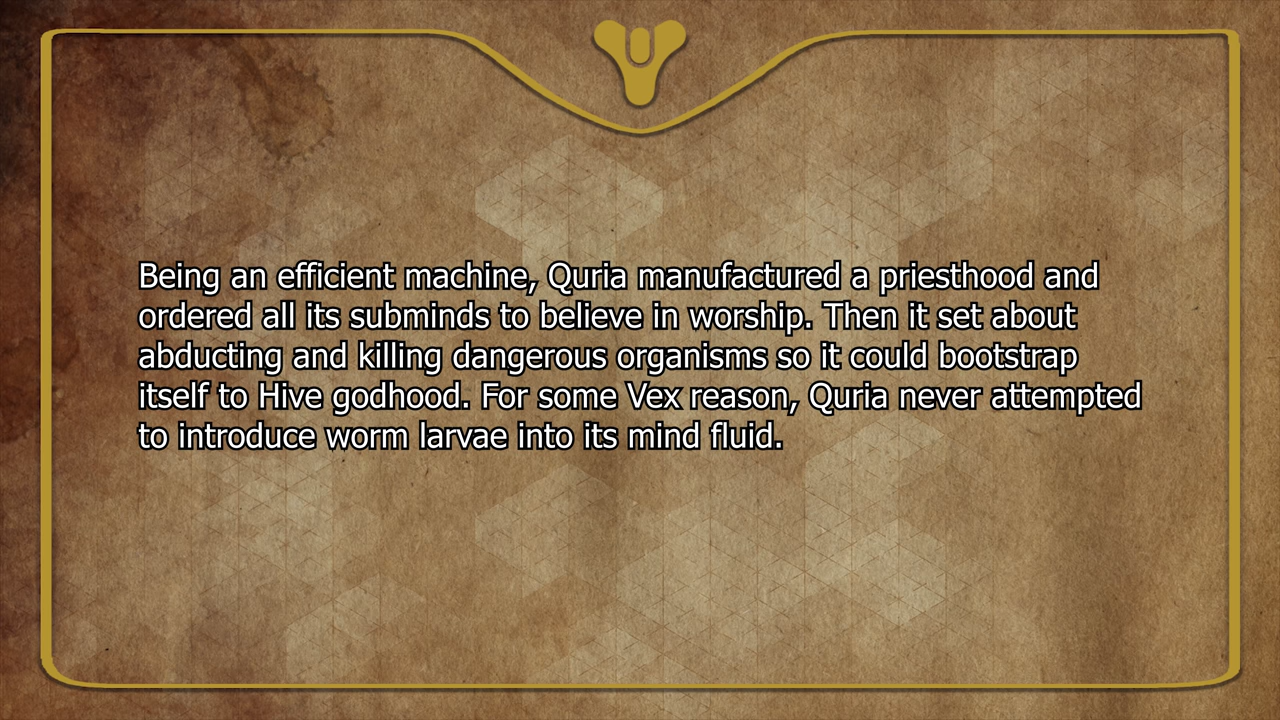 Being an efficient machine, Quria manufactured a priesthood and
ordered all its subminds to believe in worship. Then it set about
abducting and killing dangerous organisms so it could bootstrap
itself to Hive godhood. For some Vex reason, Quria never attempted
to introduce worm larvae into its mind fluid.